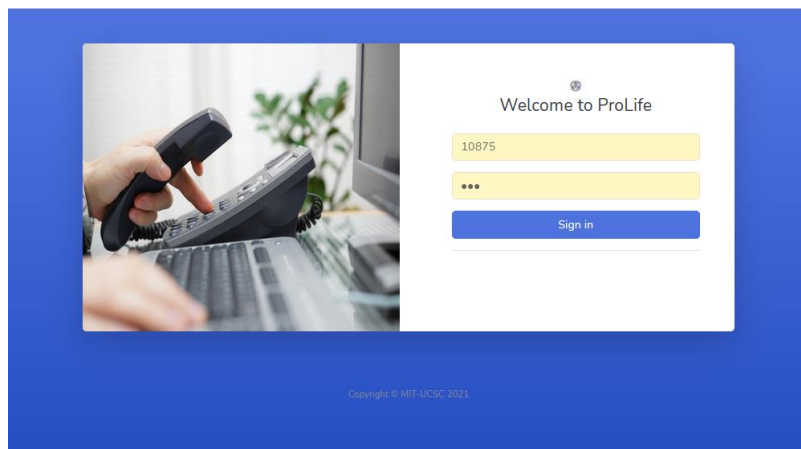 Welcome to ProLife
10875
•••
Sign in
Copyright © MIT-UCSC 2021